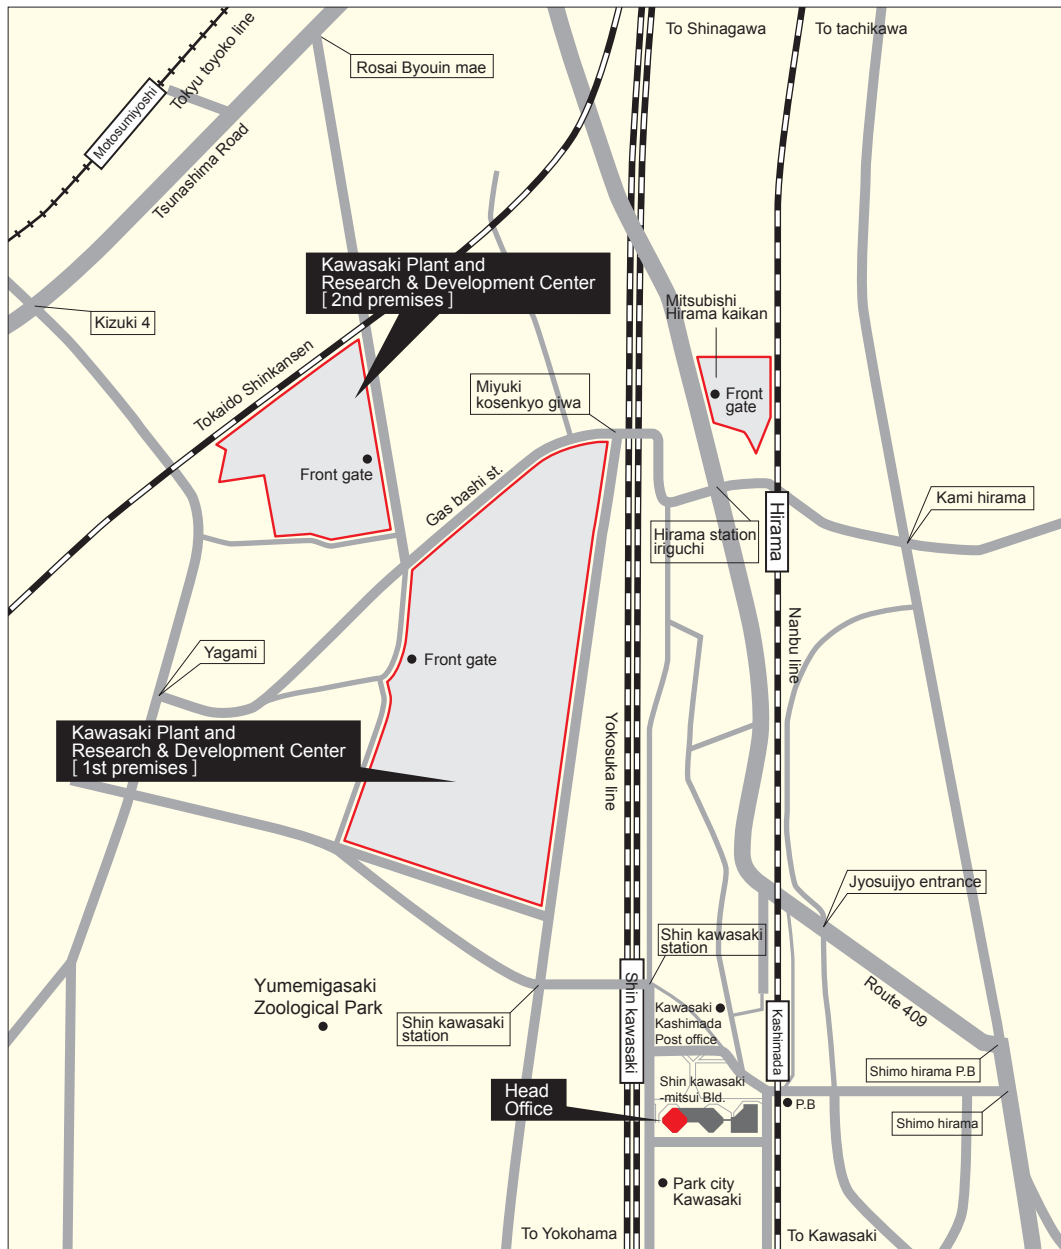 To Shinagawa
To tachikawa
Tokyu toyoko line
Rosai Byouin mae
Motosumiyoshi
Tsunashima Road
Kawasaki Plant and
Research & Development Center
[ 2nd premises ]
Mitsubishi
Hirama kaikan
Kizuki 4
Tokaido Shinkansen
Miyuki
kosenkyo giwa
Front
gate
Front gate
Gas bashi st.
Hirama
Kami hirama
Hirama station
iriguchi
Nanbu line
Yagami
Front gate
Kawasaki Plant and
Research & Development Center
[ 1st premises ]
Yokosuka line
Jyosuijyo entrance
Shin kawasaki
station
Shin kawasaki
Yumemigasaki
Zoological Park
Shin kawasaki
station
Kawasaki
Kashimada
Post office
Kashimada
Route 409
Shimo hirama P.B
Shin kawasaki
-mitsui Bld.
Head
Office
P.B
Shimo hirama
Park city
Kawasaki
To Yokohama
To Kawasaki